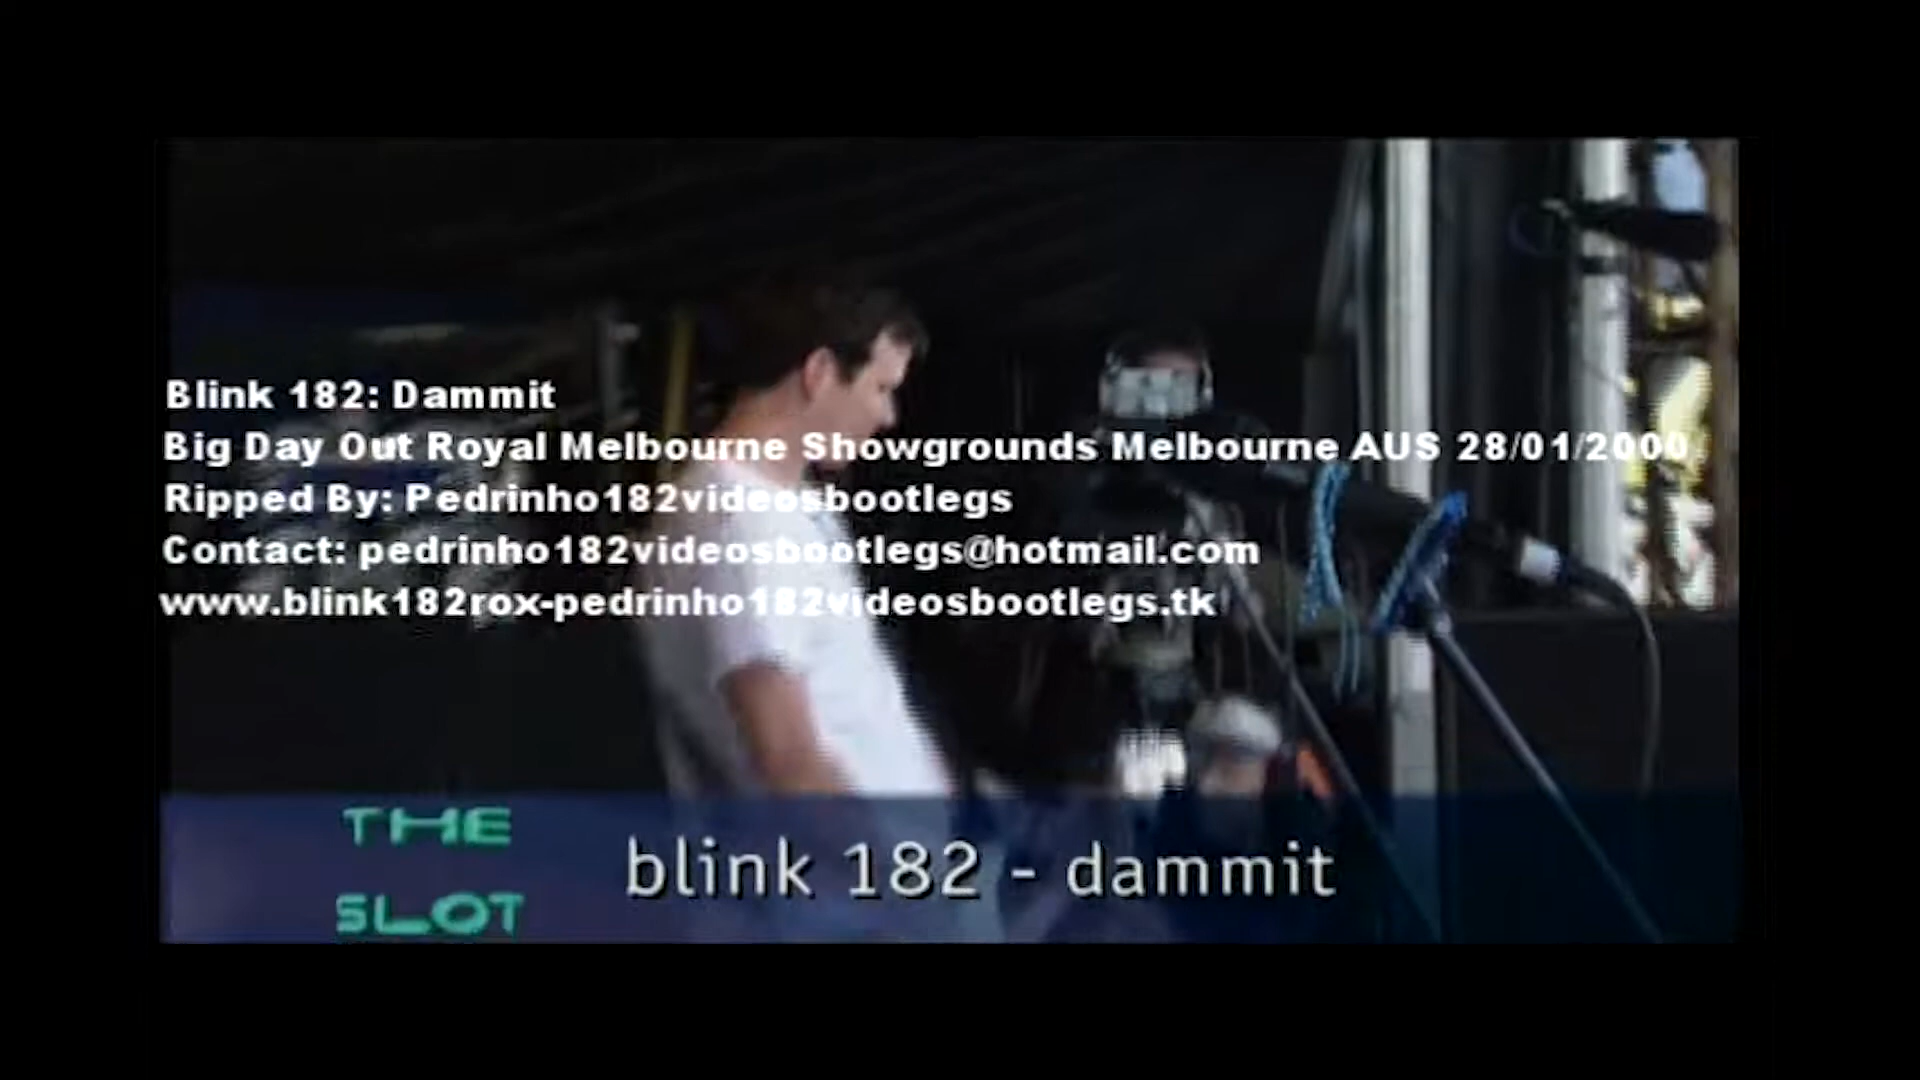 Blink 182: Dammit
Big Day Out Royal Melbourne Showgrounds Melbourne AUS 28/01/2000
Ripped By: Pedrinho182videosbootlegs
Contact: pedrinho182videosbootlegs@hotmail.com
www.blink182rox-pedrinho182videosbootlegs.tk
THE
SLOT
blink 182 - dammit